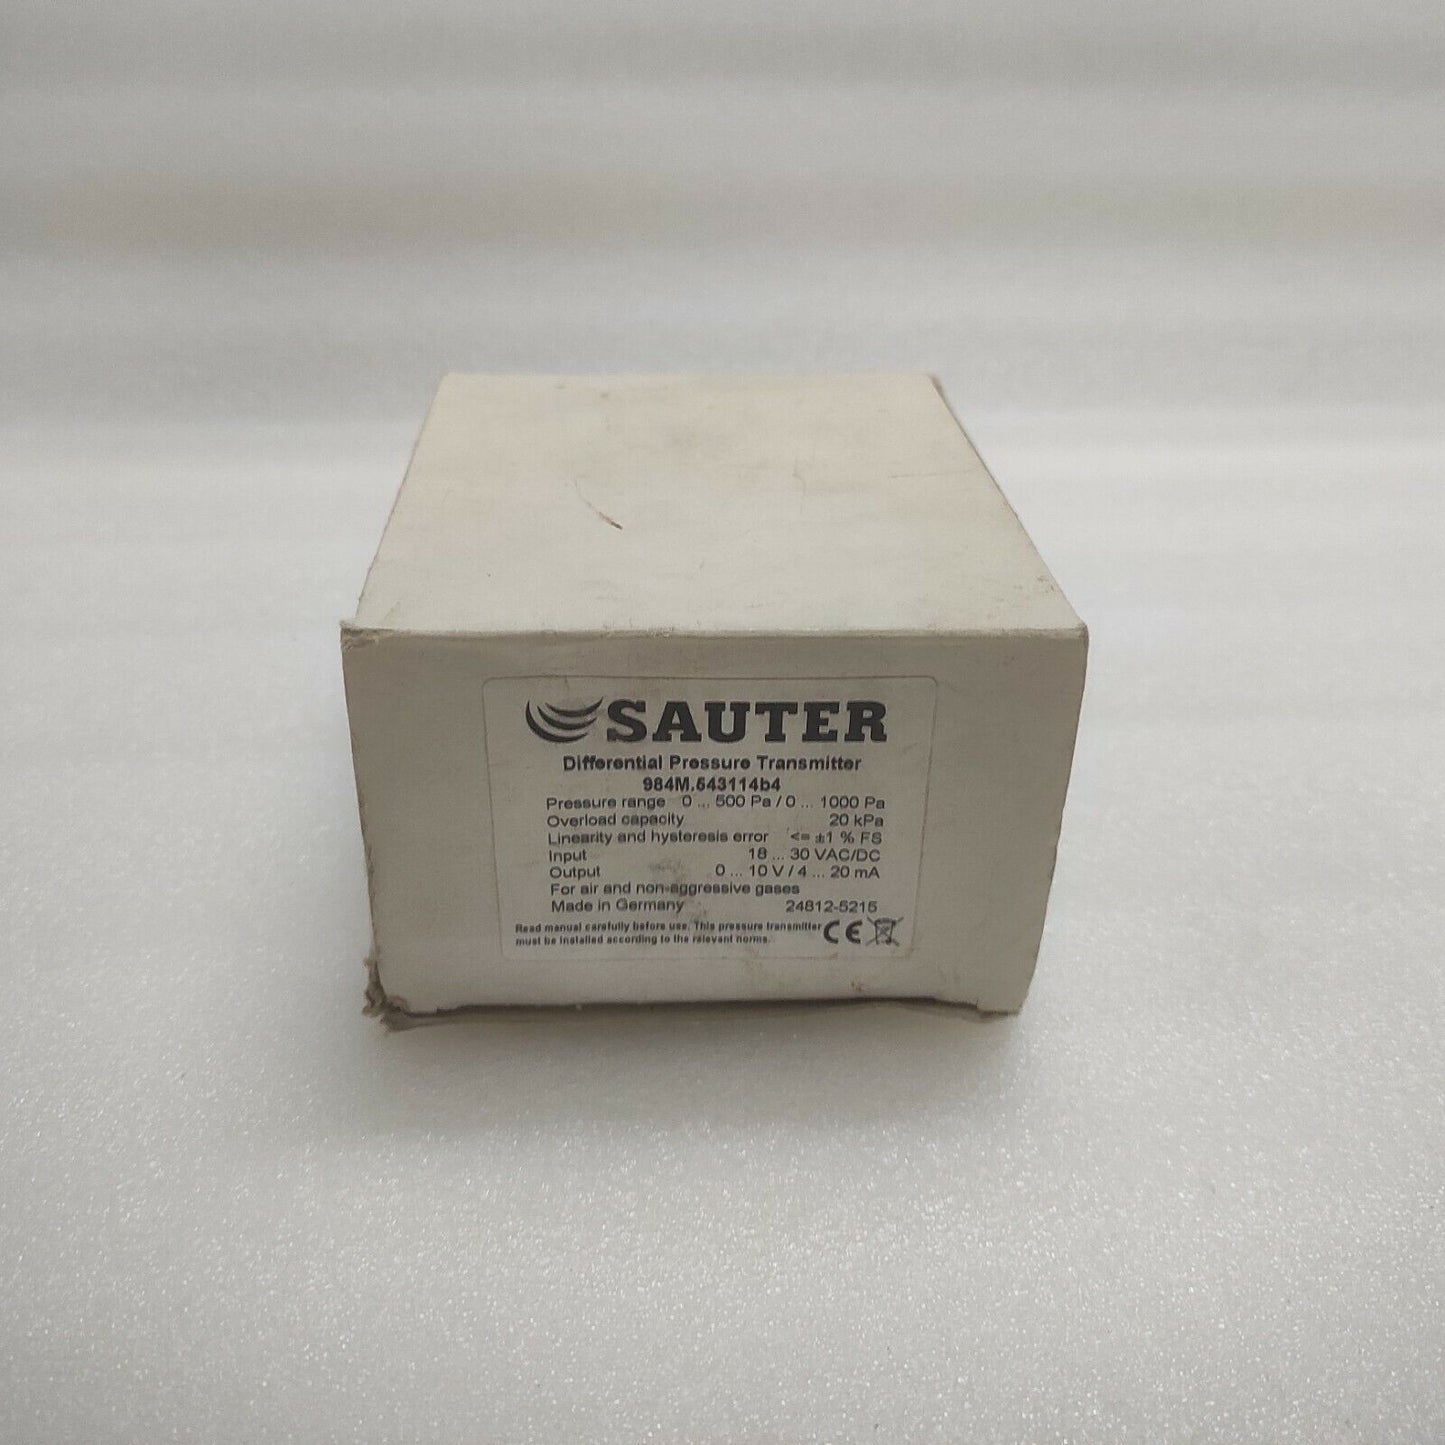 SAUTER
Differential Pressure Transmitter
984M.543114b4
Pressure range 0 ... 500 Pa / 0 ... 1000 Pa
Overload capacity 20 kPa
Linearity and hysteresis error <= ±1 % FS
Input 18 ... 30 VAC/DC
Output 0 ... 10 V / 4 ... 20 mA
For air and non-aggressive gases
Made in Germany 24812-5215
Read manual carefully before use. This pressure transmitter
must be installed according to the relevant norms.
CE